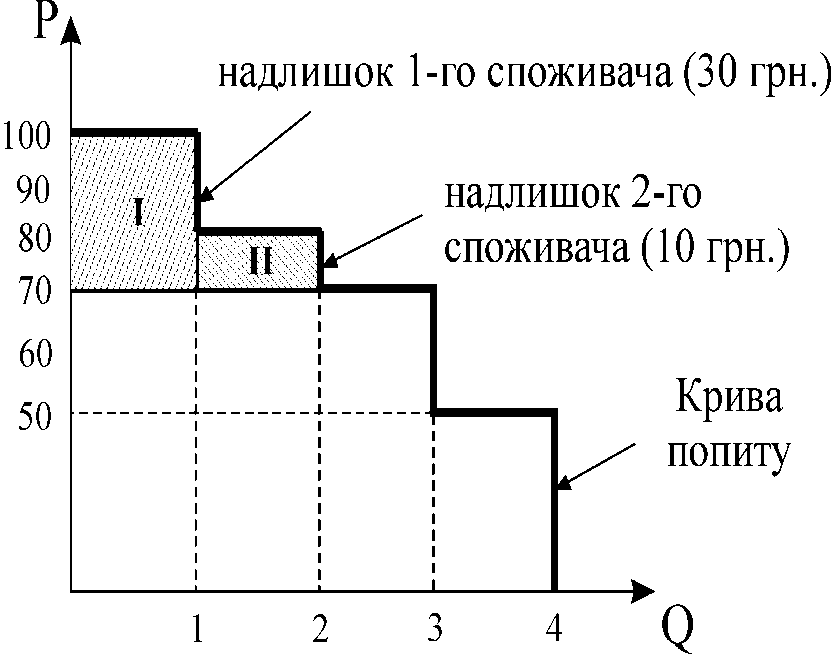 P
надлишок 1-го споживача (30 грн.)
100
90
надлишок 2-го
споживача (10 грн.)
I
80
II
70
60
50
Крива
попиту
1 2 3 4 Q